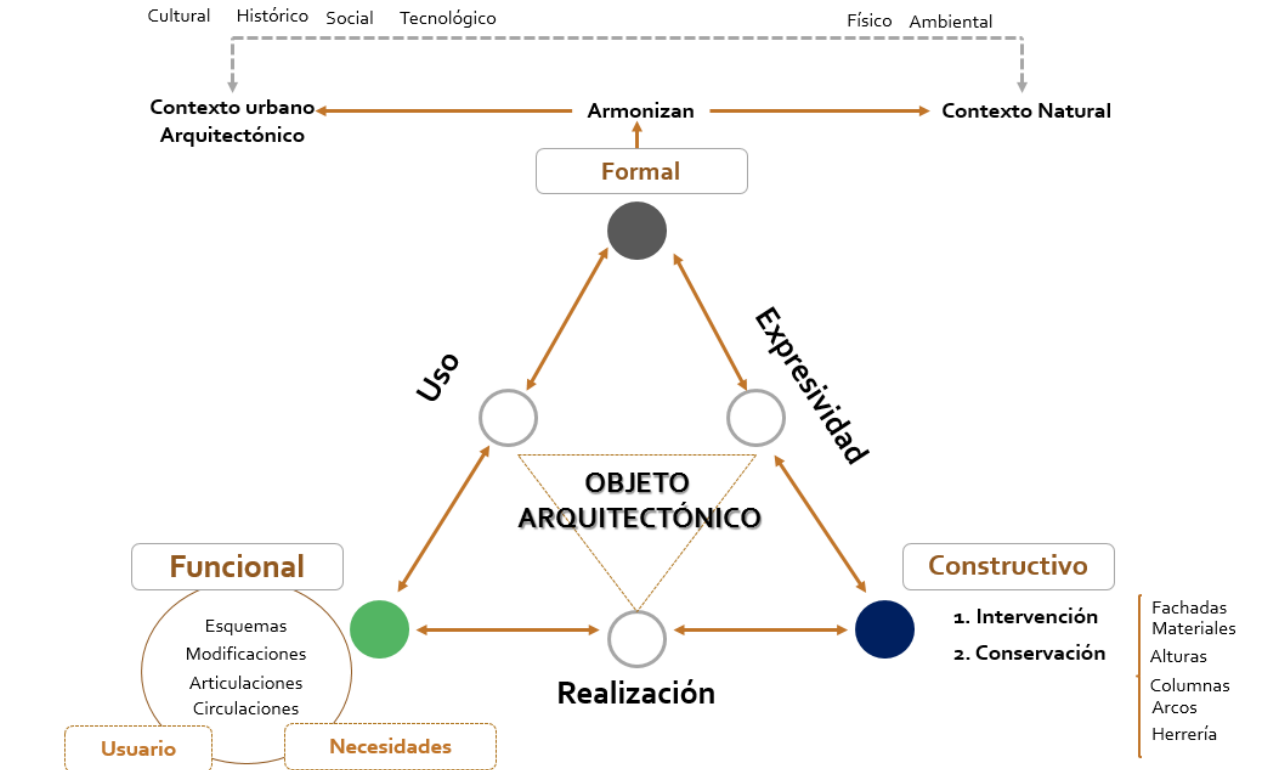 Cultural Histórico Social Tecnológico Físico Ambiental
Contexto urbano
Arquitectónico
Armonizan
Contexto Natural
Formal
Uso
Expresividad
OBJETO
ARQUITECTÓNICO
Funcional
Esquemas
Modificaciones
Articulaciones
Circulaciones
Usuario
Necesidades
Realización
Constructivo
1. Intervención
2. Conservación
Fachadas
Materiales
Alturas
Columnas
Arcos
Herrería